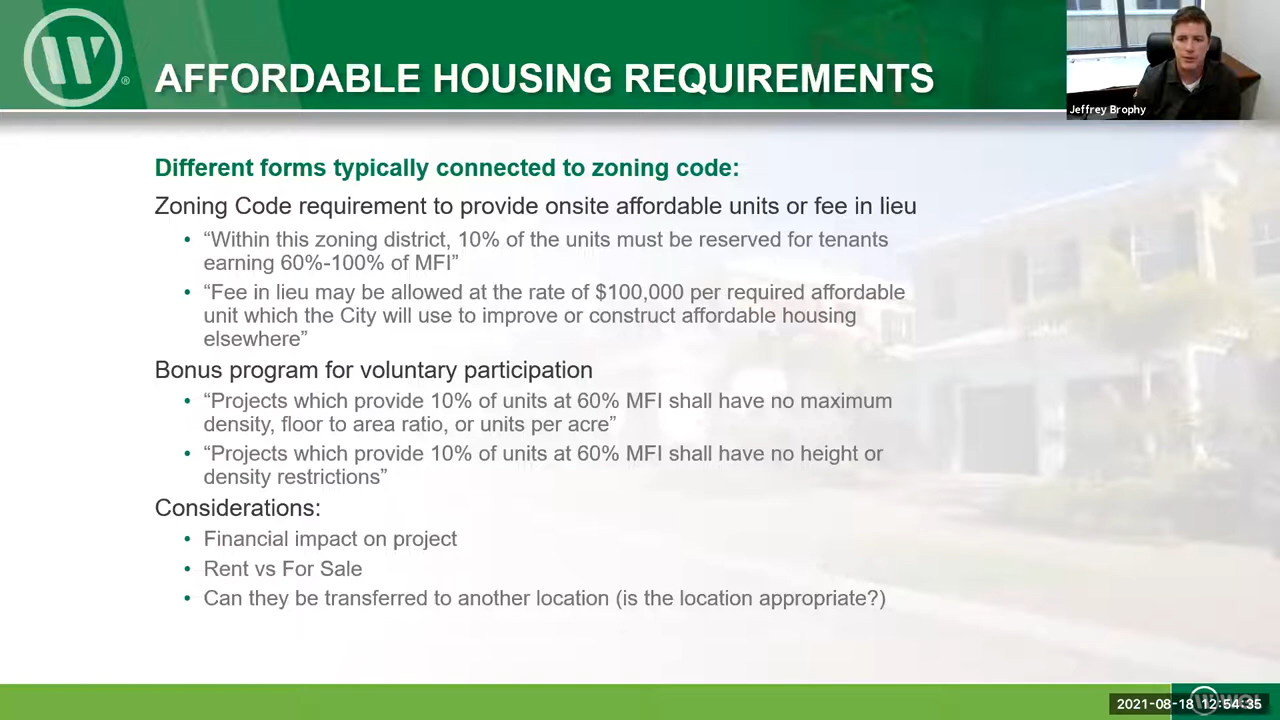 AFFORDABLE HOUSING REQUIREMENTS
Jeffrey Brophy
Different forms typically connected to zoning code:
Zoning Code requirement to provide onsite affordable units or fee in lieu
• “Within this zoning district, 10% of the units must be reserved for tenants
earning 60%-100% of MFI”
• “Fee in lieu may be allowed at the rate of $100,000 per required affordable
unit which the City will use to improve or construct affordable housing
elsewhere”
Bonus program for voluntary participation
• “Projects which provide 10% of units at 60% MFI shall have no maximum
density, floor to area ratio, or units per acre”
• “Projects which provide 10% of units at 60% MFI shall have no height or
density restrictions”
Considerations:
• Financial impact on project
• Rent vs For Sale
• Can they be transferred to another location (is the location appropriate?)
2021-08-18 12:54:35